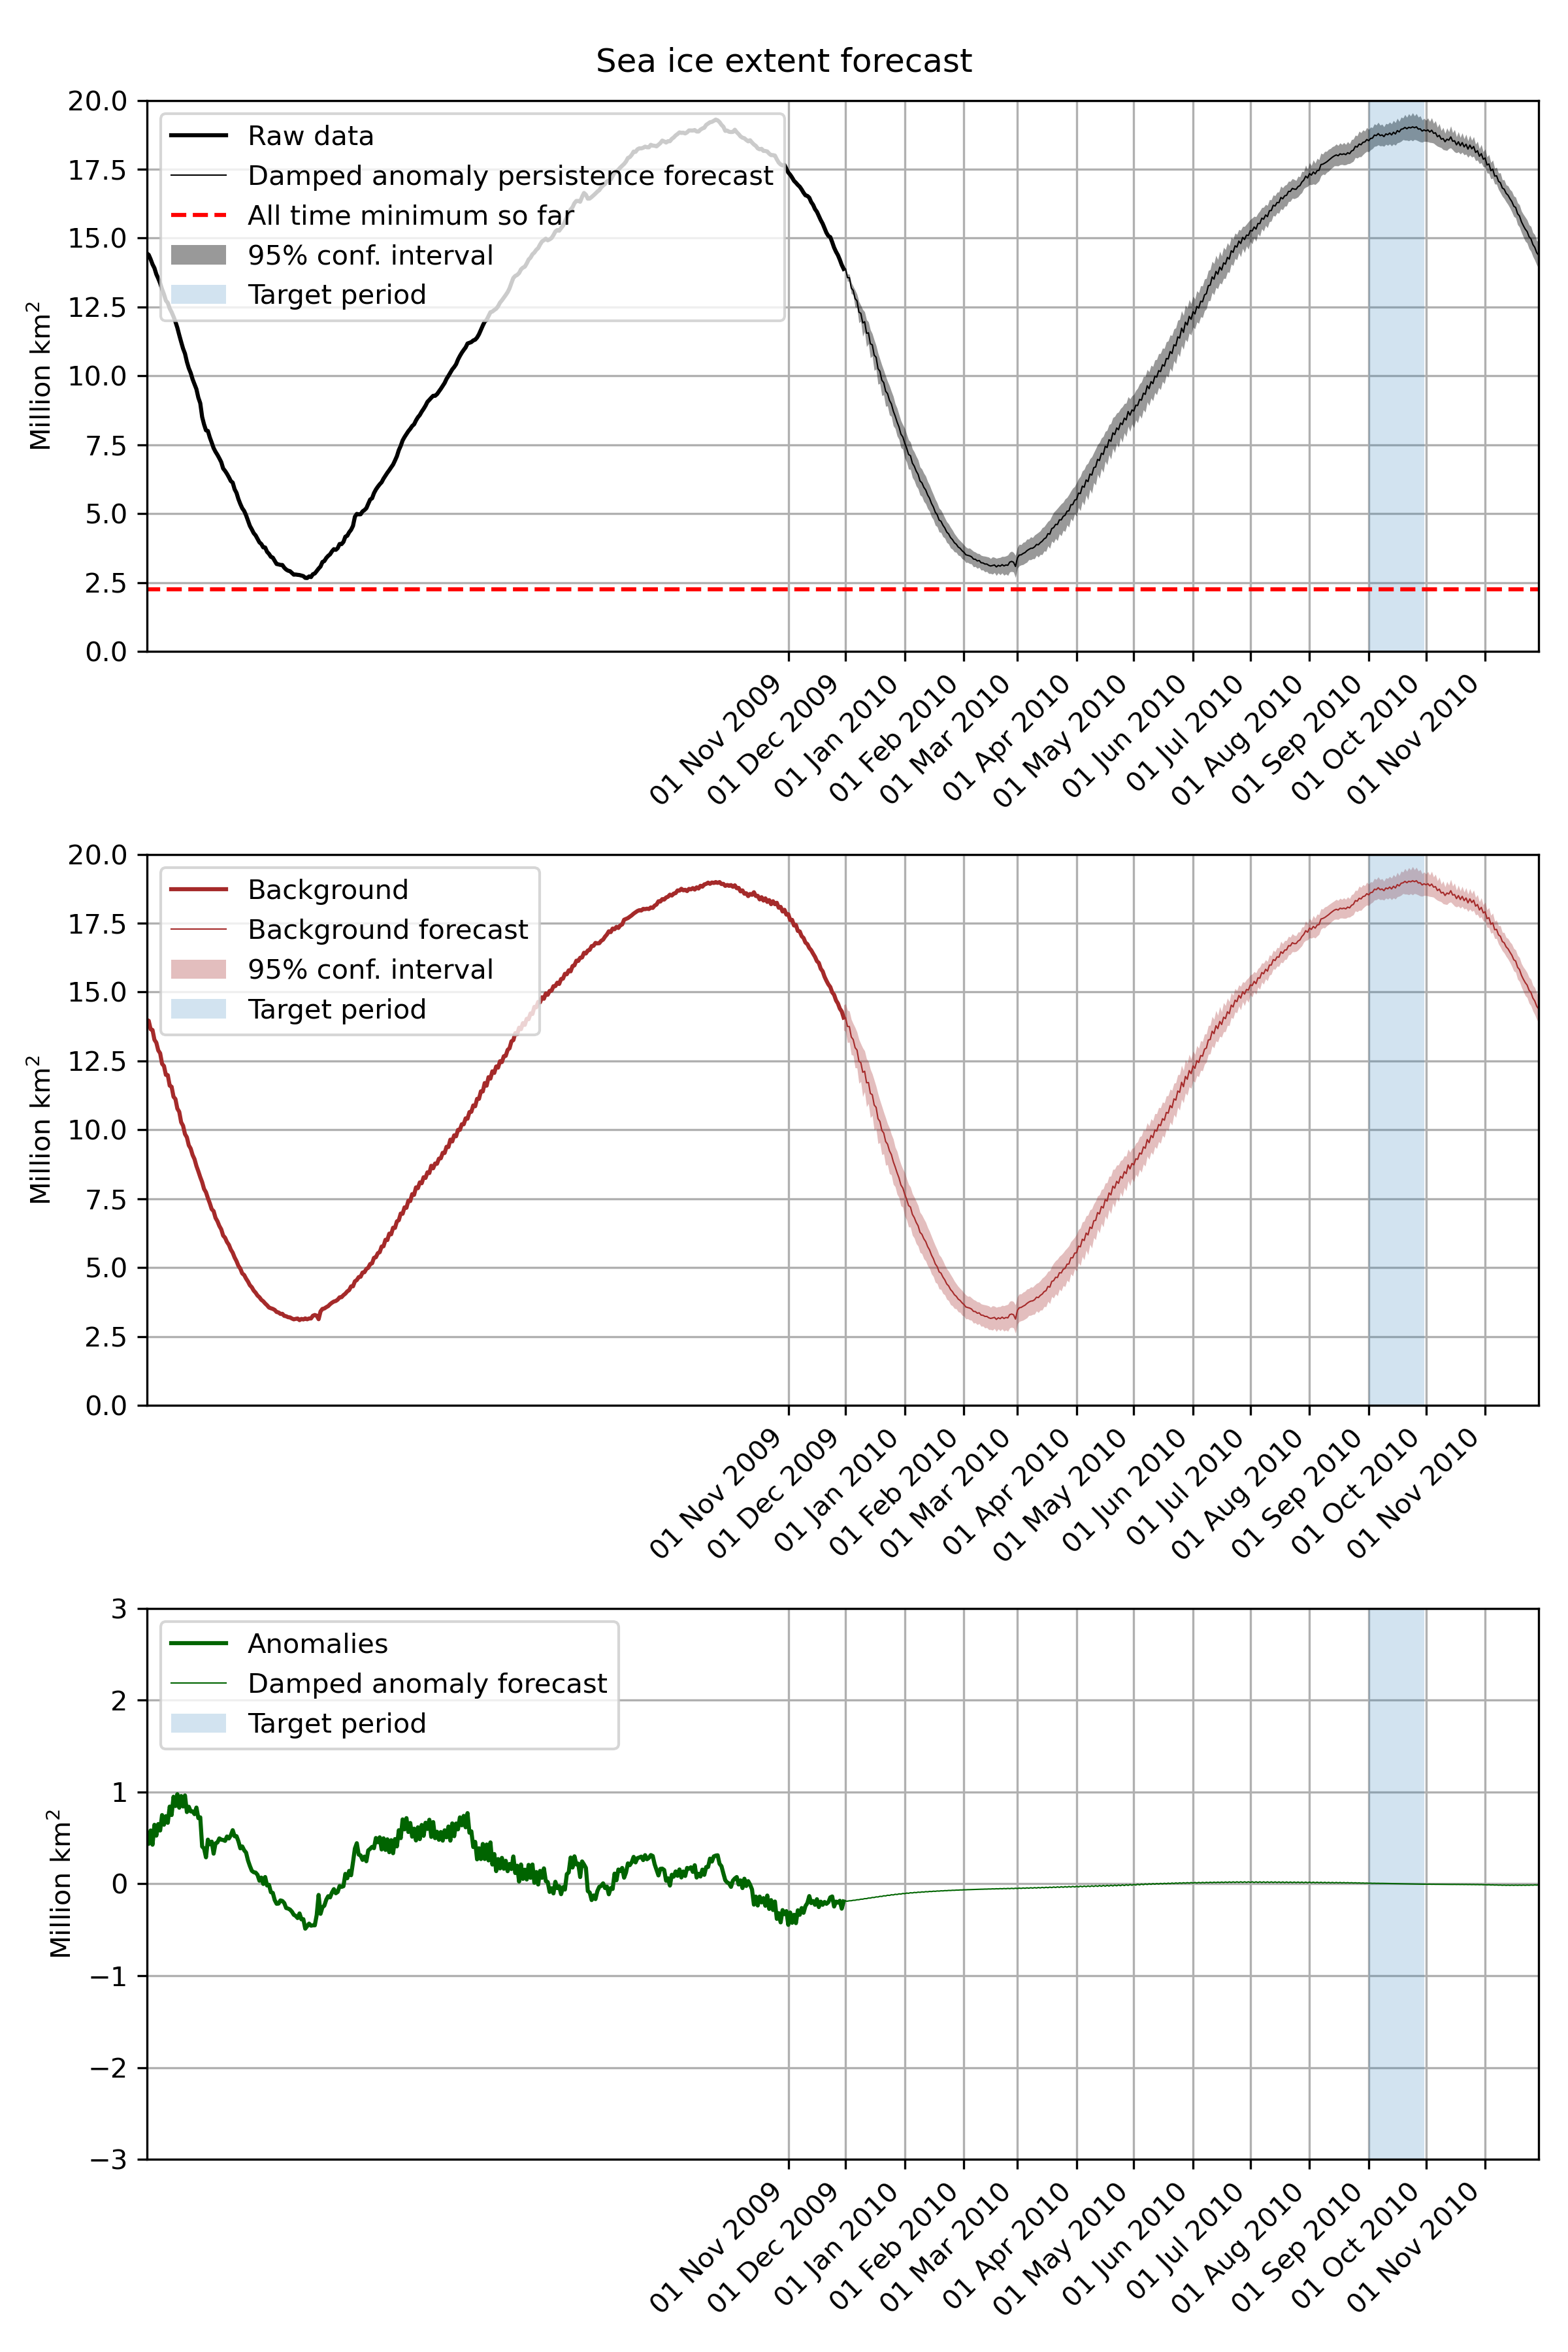 Sea ice extent forecast
20.0
17.5
15.0
12.5
10.0
7.5
5.0
2.5
0.0
Million km²
Raw data
Damped anomaly persistence forecast
All time minimum so far
95% conf. interval
Target period
01 Nov 2009
01 Dec 2009
01 Jan 2010
01 Feb 2010
01 Mar 2010
01 Apr 2010
01 May 2010
01 Jun 2010
01 Jul 2010
01 Aug 2010
01 Sep 2010
01 Oct 2010
01 Nov 2010
20.0
17.5
15.0
12.5
10.0
7.5
5.0
2.5
0.0
Million km²
Background
Background forecast
95% conf. interval
Target period
01 Nov 2009
01 Dec 2009
01 Jan 2010
01 Feb 2010
01 Mar 2010
01 Apr 2010
01 May 2010
01 Jun 2010
01 Jul 2010
01 Aug 2010
01 Sep 2010
01 Oct 2010
01 Nov 2010
3
2
1
0
−1
−2
−3
Million km²
Anomalies
Damped anomaly forecast
Target period
01 Nov 2009
01 Dec 2009
01 Jan 2010
01 Feb 2010
01 Mar 2010
01 Apr 2010
01 May 2010
01 Jun 2010
01 Jul 2010
01 Aug 2010
01 Sep 2010
01 Oct 2010
01 Nov 2010